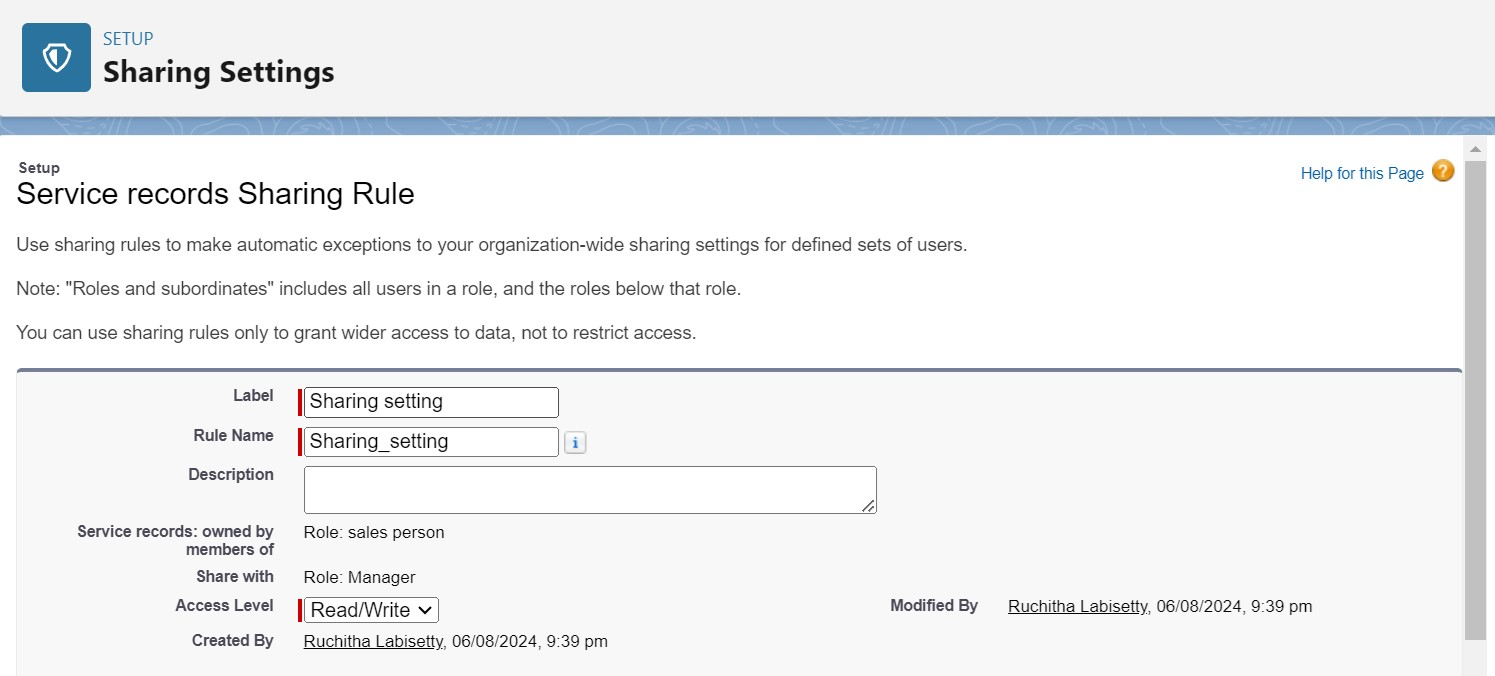 SETUP
Sharing Settings
Setup
Service records Sharing Rule
Help for this Page ?
Use sharing rules to make automatic exceptions to your organization-wide sharing settings for defined sets of users.
Note: "Roles and subordinates" includes all users in a role, and the roles below that role.
You can use sharing rules only to grant wider access to data, not to restrict access.
Label Sharing setting
Rule Name Sharing_setting i
Description
Service records: owned by
members of Role: sales person
Share with Role: Manager
Access Level Read/Write Modified By Ruchitha Labisetty, 06/08/2024, 9:39 pm
Created By Ruchitha Labisetty, 06/08/2024, 9:39 pm